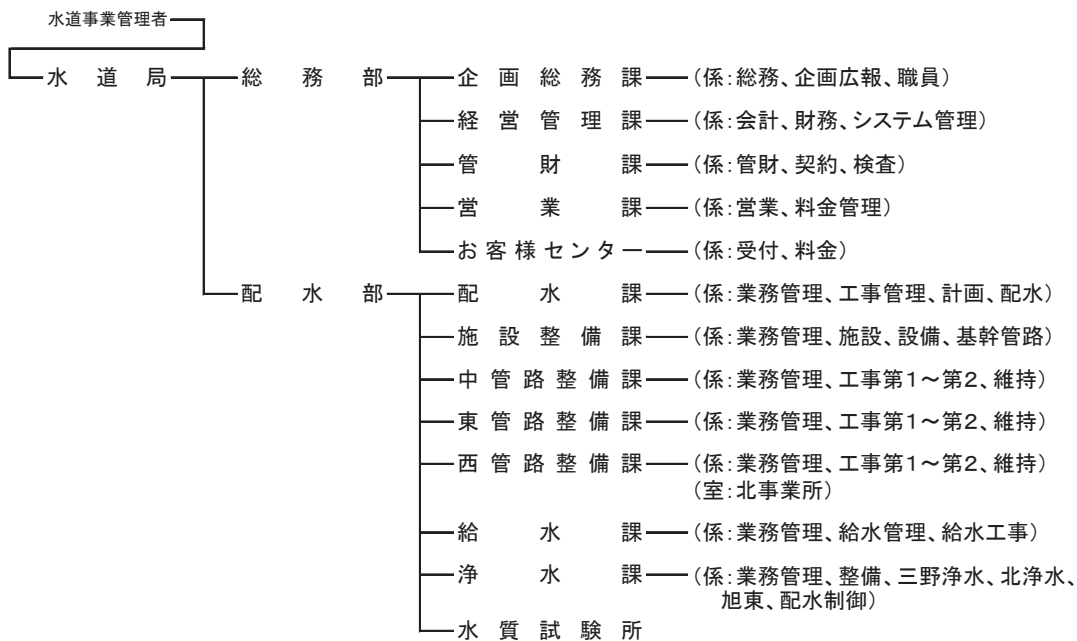 水道事業管理者
水道局 総務部 企画総務課 (係:総務、企画広報、職員)
経営管理課 (係:会計、財務、システム管理)
管財課 (係:管財、契約、検査)
営業課 (係:営業、料金管理)
お客様センター (係:受付、料金)
配水部 配水課 (係:業務管理、工事管理、計画、配水)
施設整備課 (係:業務管理、施設、設備、基幹管路)
中管路整備課 (係:業務管理、工事第1~第2、維持)
東管路整備課 (係:業務管理、工事第1~第2、維持)
西管路整備課 (係:業務管理、工事第1~第2、維持)
(室:北事業所)
給水課 (係:業務管理、給水管理、給水工事)
浄水課 (係:業務管理、整備、三野浄水、北浄水、
旭東、配水制御)
水質試験所